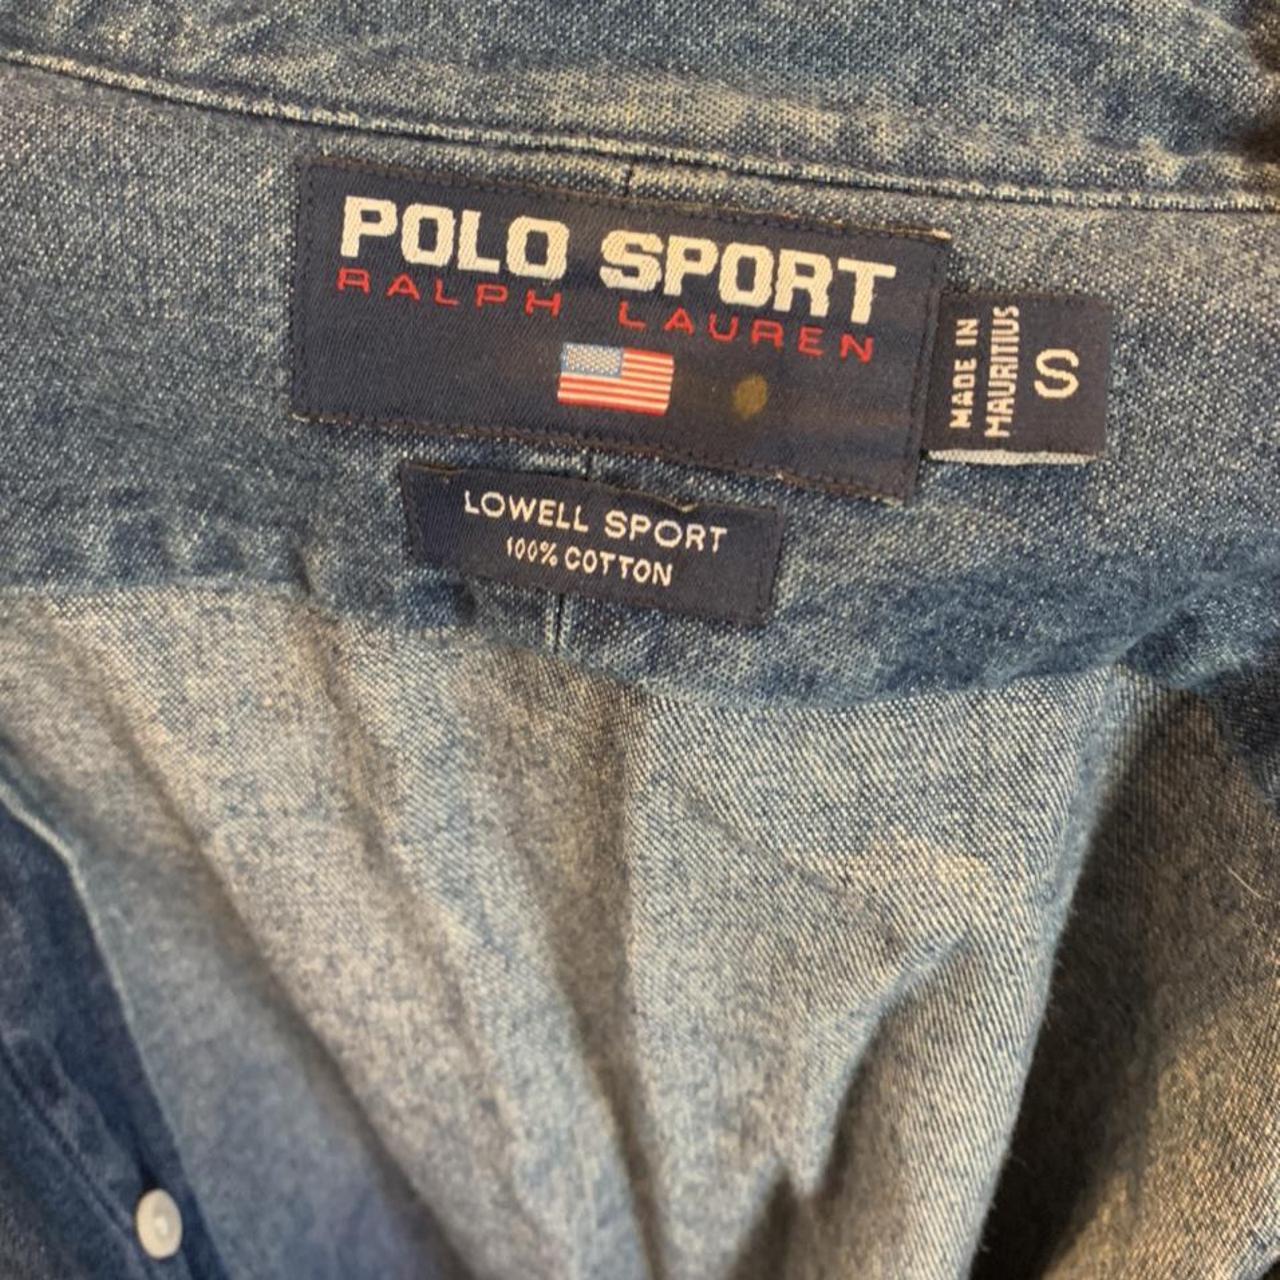 POLO SPORT
RALPH LAUREN
MADE IN
MAURITIUS
S
LOWELL SPORT
100% COTTON